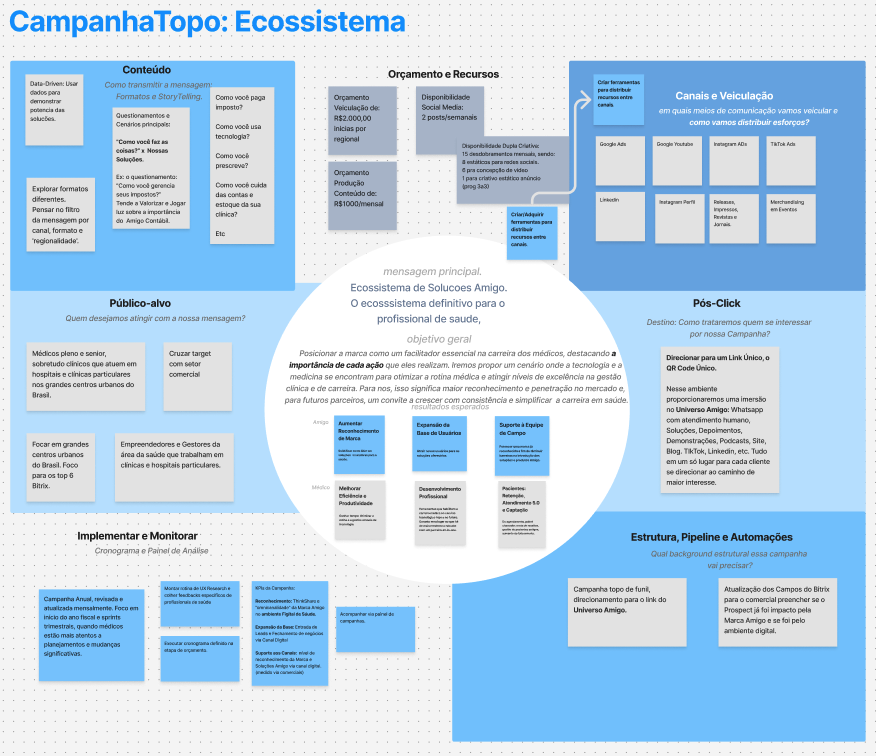 CampanhaTopo: Ecossistema
Conteúdo
Como transmitir a mensagem:
Formatos e StoryTelling.
Data-Driven: Usar
dados para
demonstrar
potencia das
soluções.
Questionamentos e
Cenários principais:
"Como você faz as
coisas?" x Nossas
Soluções.
Ex: o questionamento:
"Como você gerencia
seus impostos?"
Tende a Valorizar e Jogar
luz sobre a importância
do Amigo Contábil.
Como você paga
imposto?
Como você usa
tecnologia?
Como você
prescreve?
Como você cuida
das contas e
estoque da sua
clínica?
Etc
Explorar formatos
diferentes.
Pensar no filtro
da mensagem por
canal, formato e
'regionalidade'.
Orçamento e Recursos
Orçamento
Veiculação de:
R$2.000,00
inicias por
regional
Disponibilidade
Social Media:
2 posts/semanais
Disponibilidade Dupla Criativa:
15 desdobramentos mensais, sendo:
8 estáticos para redes sociais.
6 pra concepção de vídeo
1 para criativo estático anúncio
(prog 3a3)
Orçamento
Produção
Conteúdo de:
R$1000/mensal
Criar/Adquirir
ferramentas para
distribuir
recursos entre
canais.
Criar ferramentas
para distribuir
recursos entre
canais.
Canais e Veiculação
em quais meios de comunicação vamos veicular e
como vamos distribuir esforços?
Google Ads
Google Youtube
Instagram ADs
TikTok Ads
Linkedin
Instagram Perfil
Releases,
Impressos,
Revistas e
Jornais.
Merchandising
em Eventos
mensagem principal.
Ecossistema de Solucoes Amigo.
O ecosssistema definitivo para o
profissional de saude,
objetivo geral
Posicionar a marca como um facilitador essencial na carreira dos médicos, destacando a
importância de cada ação que eles realizam. Iremos propor um cenário onde a tecnologia e a
medicina se encontram para otimizar a rotina médica e atingir níveis de excelência na gestão
clínica e de carreira. Para nos, isso significa maior reconhecimento e penetração no mercado e,
para futuros parceiros, um convite a crescer com consistência e simplificar a carreira em saúde.
resultados esperados
Amigo
Aumentar
Reconhecimento
de Marca
Expansão da
Base de Usuários
Suporte à Equipe
de Campo
Médico
Melhorar
Eficiência e
Produtividade
Desenvolvimento
Profissional
Pacientes:
Retenção,
Atendimento 5.0
e Captação
Público-alvo
Quem desejamos atingir com a nossa mensagem?
Médicos pleno e senior,
sobretudo clínicos que atuem em
hospitais e clínicas particulares
nos grandes centros urbanos do
Brasil.
Cruzar target
com setor
comercial
Focar em grandes
centros urbanos
do Brasil. Foco
para os top 6
Bitrix.
Empreendedores e Gestores da
área da saúde que trabalham em
clínicas e hospitais particulares.
Pós-Click
Destino: Como trataremos quem se interessar
por nossa Campanha?
Direcionar para um Link Único, o
QR Code Único.
Nesse ambiente
proporcionaremos uma imersão
no Universo Amigo: Whatsapp
com atendimento humano,
Soluções, Depoimentos,
Demonstrações, Podcasts, Site,
Blog. TikTok, Linkedin, etc. Tudo
em um só lugar para cada cliente
se direcionar ao caminho de
maior interesse.
Implementar e Monitorar
Cronograma e Painel de Análise
Campanha Anual, revisada e
atualizada mensalmente. Foco em
inicio do ano fiscal e sprints
trimestrais, quando médicos
estão mais atentos a
planejamentos e mudanças
significativas.
Montar rotina de UX Research e
colher feedbacks específicos de
profissionais da saúde
Executar cronograma definido na
etapa de orçamento.
KPIs da Campanha:
Reconhecimento: ThinkShare e
"omnicanalidade" da Marca Amigo
no ambiente Digital de Saúde.
Expansão da Base: Entrada de
Leads e Fechamento de negócios
via Canal Digital
Suporte aos Canais: nível de
reconhecimento da Marca e
Soluções Amigo via canal digital.
(medido via comerciais)
Acompanhar via painel de
campanhas.
Estrutura, Pipeline e Automações
Qual background estrutural essa campanha
vai precisar?
Campanha topo de funil,
direcionamento para o link do
Universo Amigo.
Atualização dos Campos do Bitrix
para o comercial preencher se o
Prospect já foi impacto pela
Marca Amigo e se foi pelo
ambiente digital.